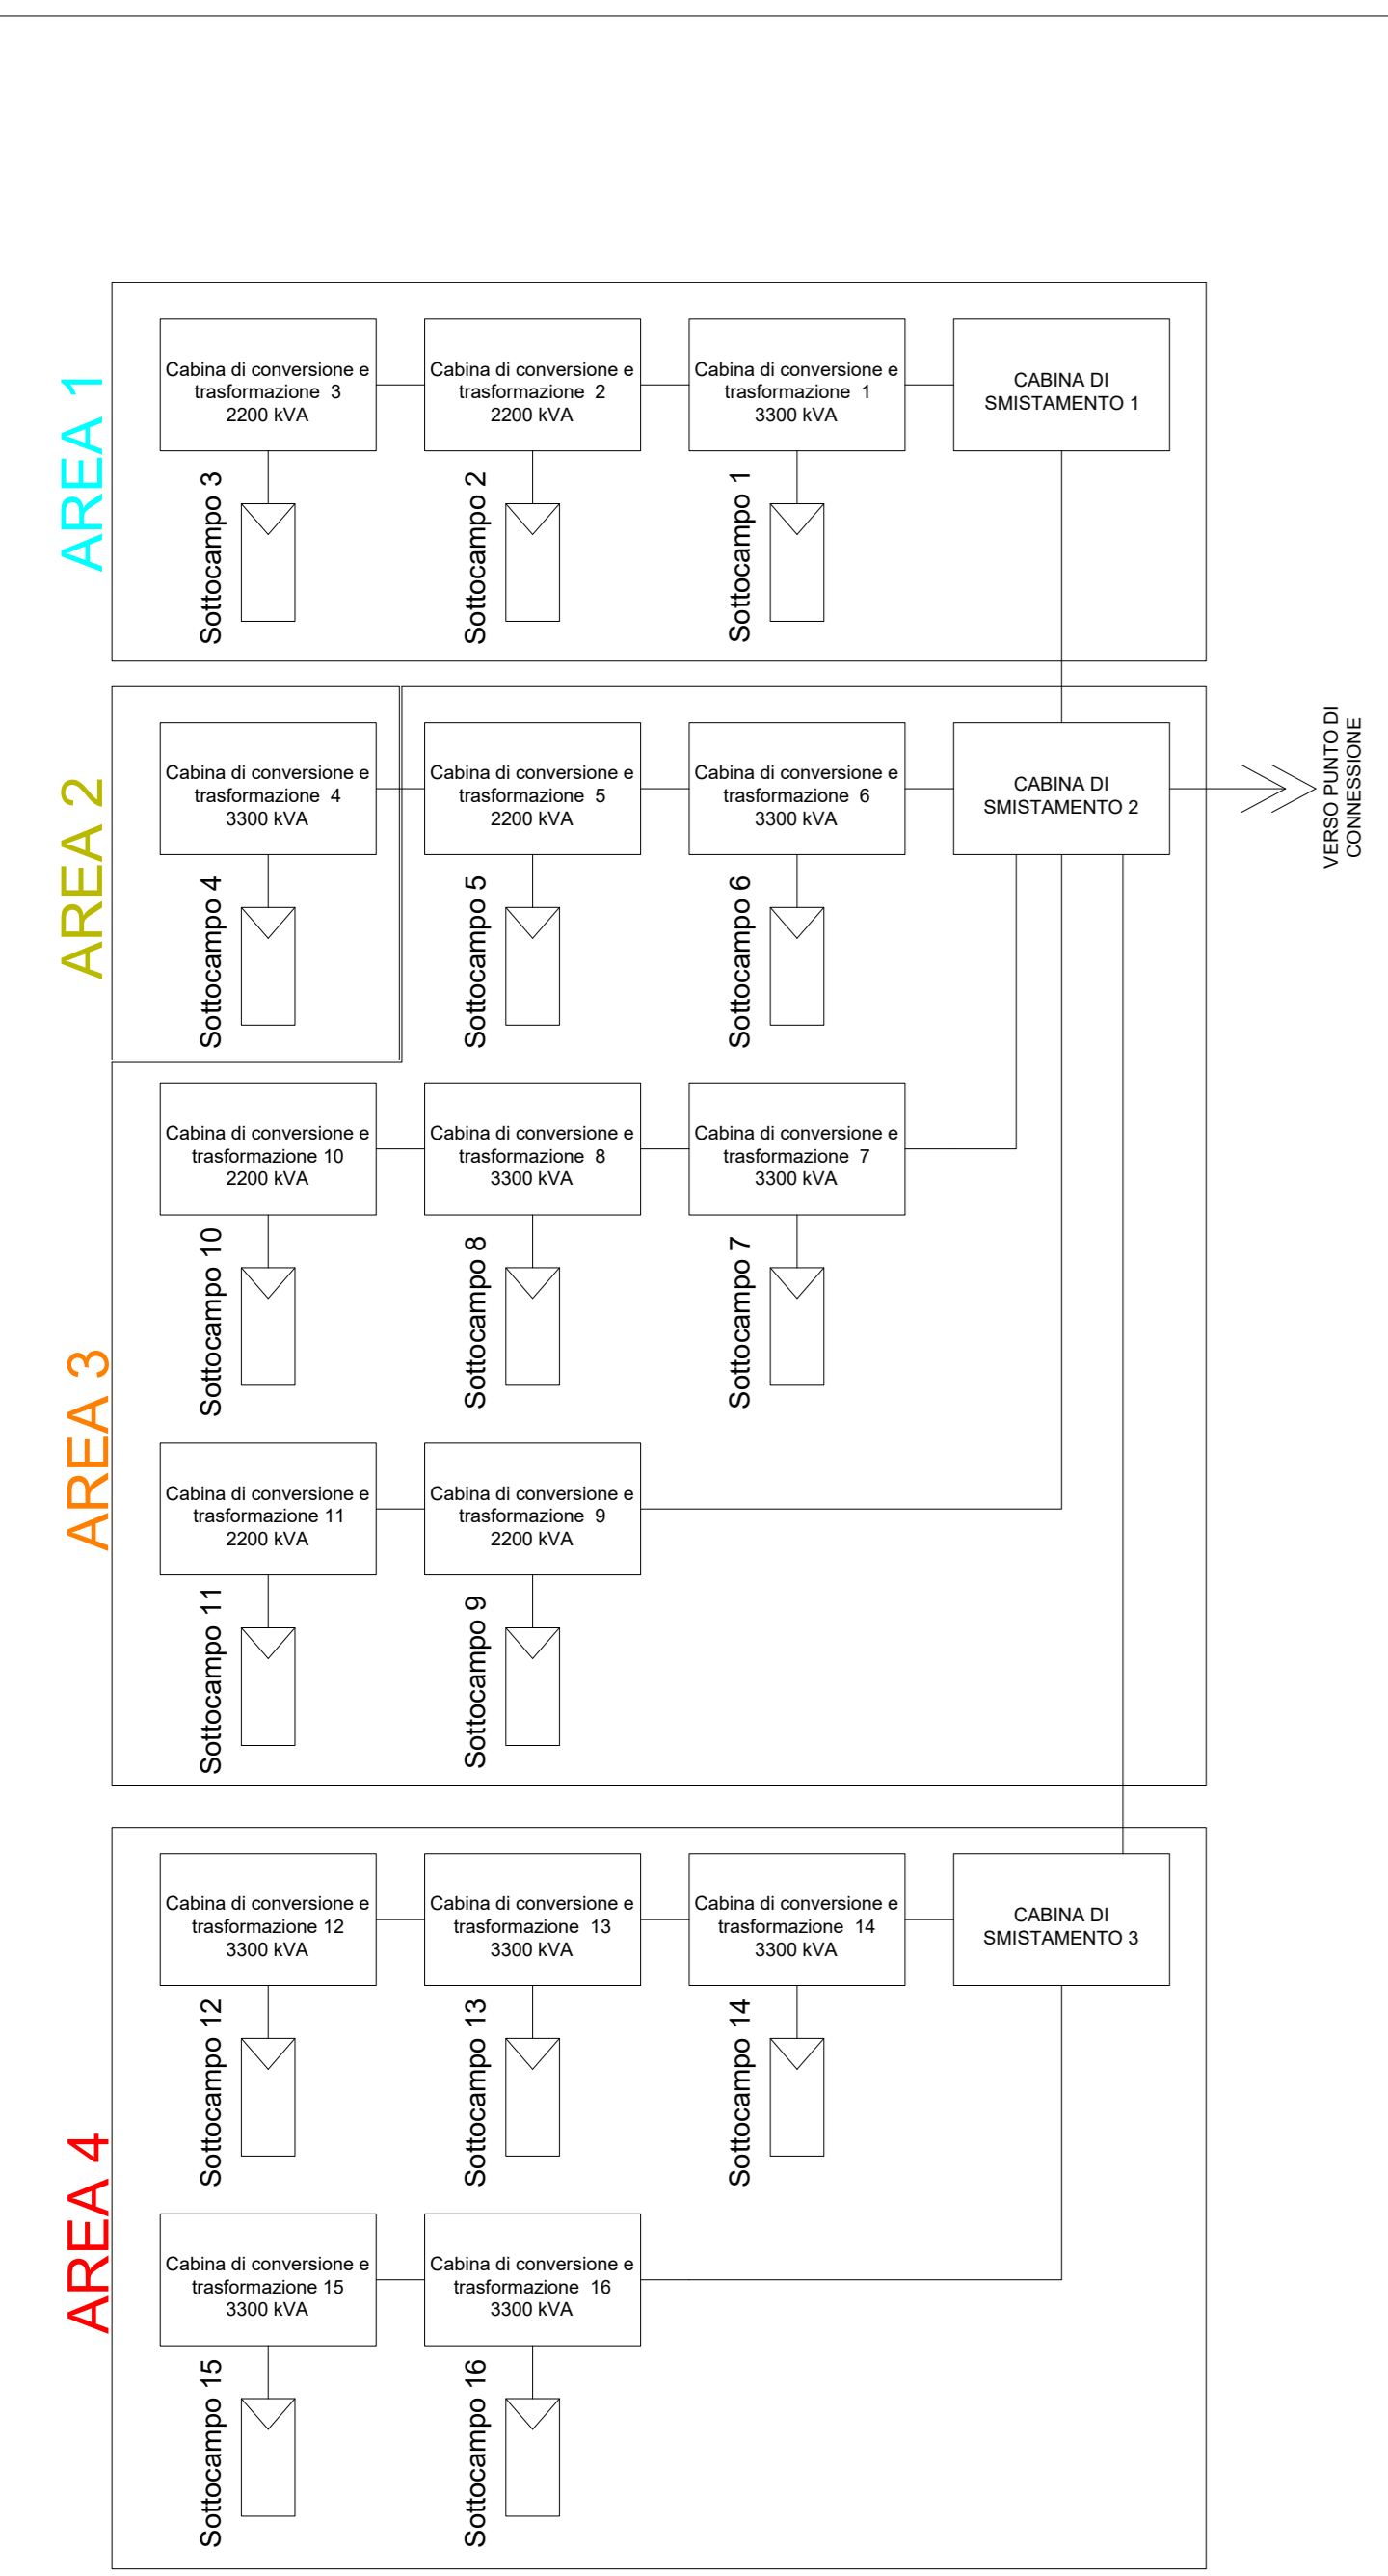 AREA 1
Cabina di conversione e
trasformazione 3
2200 kVA
Cabina di conversione e
trasformazione 2
2200 kVA
Cabina di conversione e
trasformazione 1
3300 kVA
CABINA DI
SMISTAMENTO 1
Sottocampo 3
Sottocampo 2
Sottocampo 1
AREA 2
Cabina di conversione e
trasformazione 4
3300 kVA
Cabina di conversione e
trasformazione 5
2200 kVA
Cabina di conversione e
trasformazione 6
3300 kVA
CABINA DI
SMISTAMENTO 2
VERSO PUNTO DI
CONNESSIONE
Sottocampo 4
Sottocampo 5
Sottocampo 6
AREA 3
Cabina di conversione e
trasformazione 10
2200 kVA
Cabina di conversione e
trasformazione 8
3300 kVA
Cabina di conversione e
trasformazione 7
3300 kVA
Sottocampo 10
Sottocampo 8
Sottocampo 7
Cabina di conversione e
trasformazione 11
2200 kVA
Cabina di conversione e
trasformazione 9
2200 kVA
Sottocampo 11
Sottocampo 9
AREA 4
Cabina di conversione e
trasformazione 12
3300 kVA
Cabina di conversione e
trasformazione 13
3300 kVA
Cabina di conversione e
trasformazione 14
3300 kVA
CABINA DI
SMISTAMENTO 3
Sottocampo 12
Sottocampo 13
Sottocampo 14
Cabina di conversione e
trasformazione 15
3300 kVA
Cabina di conversione e
trasformazione 16
3300 kVA
Sottocampo 15
Sottocampo 16